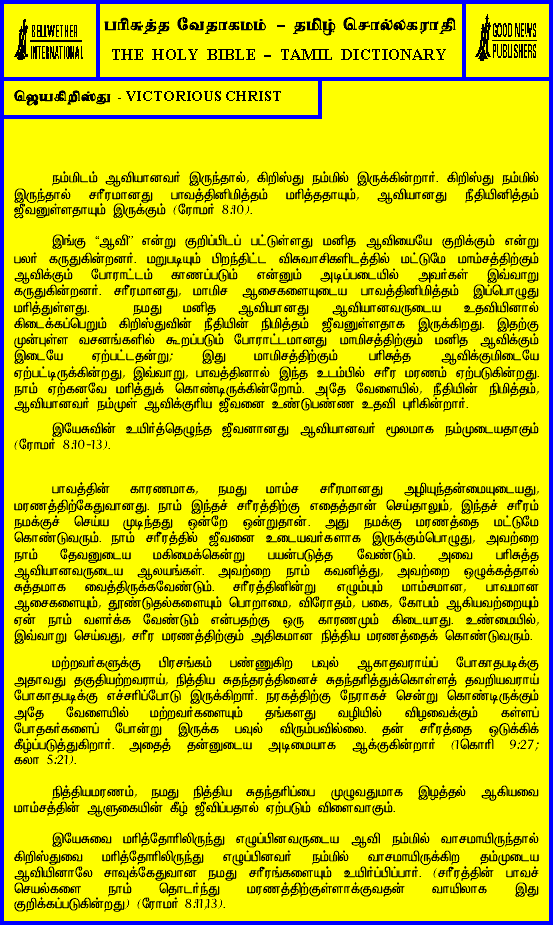 BELLWETHER
INTERNATIONAL
பரிசுத்த வேதாகமம் - தமிழ் சொல்லகராதி
THE HOLY BIBLE - TAMIL DICTIONARY
GOOD NEWS
PUBLISHERS
ஜெயகிறிஸ்து - VICTORIOUS CHRIST
நம்மிடம் ஆவியானவர் இருந்தால், கிறிஸ்து நம்மில் இருக்கின்றார். கிறிஸ்து நம்மில்
இருந்தால் சரீரமானது பாவத்தினிமித்தம் மரித்ததாயும், ஆவியானது நீதியினித்தம்
ஜீவனுள்ளதாயும் இருக்கும் (ரோமர் 8:10).
இங்கு “ஆவி” என்று குறிப்பிடப் பட்டுள்ளது மனித ஆவியையே குறிக்கும் என்று
பலர் கருதுகின்றனர். மறுபடியும் பிறந்திட்ட விசுவாசிகளிடத்தில் மட்டுமே மாம்சத்திற்கும்
ஆவிக்கும் போராட்டம் காணப்படும் என்னும் அடிப்படையில் அவர்கள் இவ்வாறு
கருதுகின்றனர். சரீரமானது, மாமிச ஆசைகளையுடைய பாவத்தினிமித்தம் இப்பொழுது
மரித்துள்ளது. நமது மனித ஆவியானது ஆவியானவருடைய உதவியினால்
கிடைக்கப்பெறும் கிறிஸ்துவின் நீதியின் நிமித்தம் ஜீவனுள்ளதாக இருக்கிறது. இதற்கு
முன்புள்ள வசனங்களில் கூறப்படும் போராட்டமானது மாமிசத்திற்கும் மனித ஆவிக்கும்
இடையே ஏற்பட்டதன்று; இது மாமிசத்திற்கும் பரிசுத்த ஆவிக்குமிடையே
ஏற்பட்டிருக்கின்றது, இவ்வாறு, பாவத்தினால் இந்த உடம்பில் சரீர மரணம் ஏற்படுகின்றது.
நாம் ஏற்கனவே மரித்துக் கொண்டிருக்கின்றோம். அதே வேளையில், நீதியின் நிமித்தம்,
ஆவியானவர் நம்முள் ஆவிக்குரிய ஜீவனை உண்டுபண்ண உதவி புரிகின்றார்.
இயேசுவின் உயிர்த்தெழுந்த ஜீவனானது ஆவியானவர் மூலமாக நம்முடையதாகும்
(ரோமர் 8:10-13).
பாவத்தின் காரணமாக, நமது மாம்ச சரீரமானது அழியுந்தன்மையுடையது,
மரணத்திற்கேதுவானது. நாம் இந்தச் சரீரத்திற்கு எதைத்தான் செய்தாலும், இந்தச் சரீரம்
நமக்குச் செய்ய முடிந்தது ஒன்றே ஒன்றுதான். அது நமக்கு மரணத்தை மட்டுமே
கொண்டுவரும். நாம் சரீரத்தில் ஜீவனை உடையவர்களாக இருக்கும்பொழுது, அவற்றை
நாம் தேவனுடைய மகிமைக்கென்று பயன்படுத்த வேண்டும். அவை பரிசுத்த
ஆவியானவருடைய ஆலயங்கள். அவற்றை நாம் கவனித்து, அவற்றை ஒழுக்கத்தால்
சுத்தமாக வைத்திருக்கவேண்டும். சரீரத்தினின்று எழும்பும் மாம்சமான, பாவமான
ஆசைகளையும், தூண்டுதல்களையும் பொறாமை, விரோதம், பகை, கோபம் ஆகியவற்றையும்
ஏன் நாம் வளர்க்க வேண்டும் என்பதற்கு ஒரு காரணமும் கிடையாது. உண்மையில்,
இவ்வாறு செய்வது, சரீர மரணத்திற்கும் அதிகமான நித்திய மரணத்தைக் கொண்டுவரும்.
மற்றவர்களுக்கு பிரசங்கம் பண்ணுகிற பவுல் ஆகாதவராய்ப் போகாதபடிக்கு
அதாவது தகுதியற்றவராய், நித்திய சுதந்தரத்தினைச் சுதந்தரித்துக்கொள்ளத் தவறியவராய்
போகாதபடிக்கு எச்சரிப்போடு இருக்கிறார். நரகத்திற்கு நேராகச் சென்று கொண்டிருக்கும்
அதே வேளையில் மற்றவர்களையும் தங்களது வழியில் விழவைக்கும் கள்ளப்
போதகர்களைப் போன்று இருக்க பவுல் விரும்பவில்லை. தன் சரீரத்தை ஒடுக்கிக்
கீழ்ப்படுத்துகிறார். அதைத் தன்னுடைய அடிமையாக ஆக்குகின்றார் (1கொரி 9:27;
கலா 5:21).
நித்தியமரணம், நமது நித்திய சுதந்தரிப்பை முழுவதுமாக இழத்தல் ஆகியவை
மாம்சத்தின் ஆளுகையின் கீழ் ஜீவிப்பதால் ஏற்படும் விளைவாகும்.
இயேசுவை மரித்தோரிலிருந்து எழுப்பினவருடைய ஆவி நம்மில் வாசமாயிருந்தால்
கிறிஸ்துவை மரித்தோரிலிருந்து எழுப்பினவர் நம்மில் வாசமாயிருக்கிற தம்முடைய
ஆவியினாலே சாவுக்கேதுவான நமது சரீரங்களையும் உயிர்ப்பிப்பார். (சரீரத்தின் பாவச்
செயல்களை நாம் தொடர்ந்து மரணத்திற்குள்ளாக்குவதன் வாயிலாக இது
குறிக்கப்படுகின்றது) (ரோமர் 8:11,13).